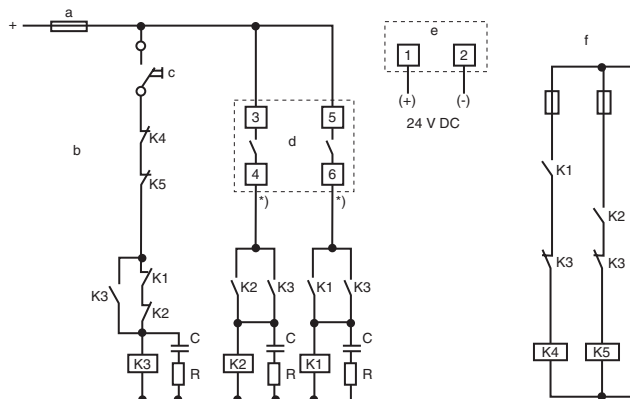 +
a
c
b
K4
K5
K1
K2
K3
K3
C
R
3
5
d
4
6
*)
*)
K2
K3
K1
K3
K2
C
R
K1
C
R
e
1
2
(+)
(-)
24 V DC
f
K1
K2
K3
K3
K4
K5